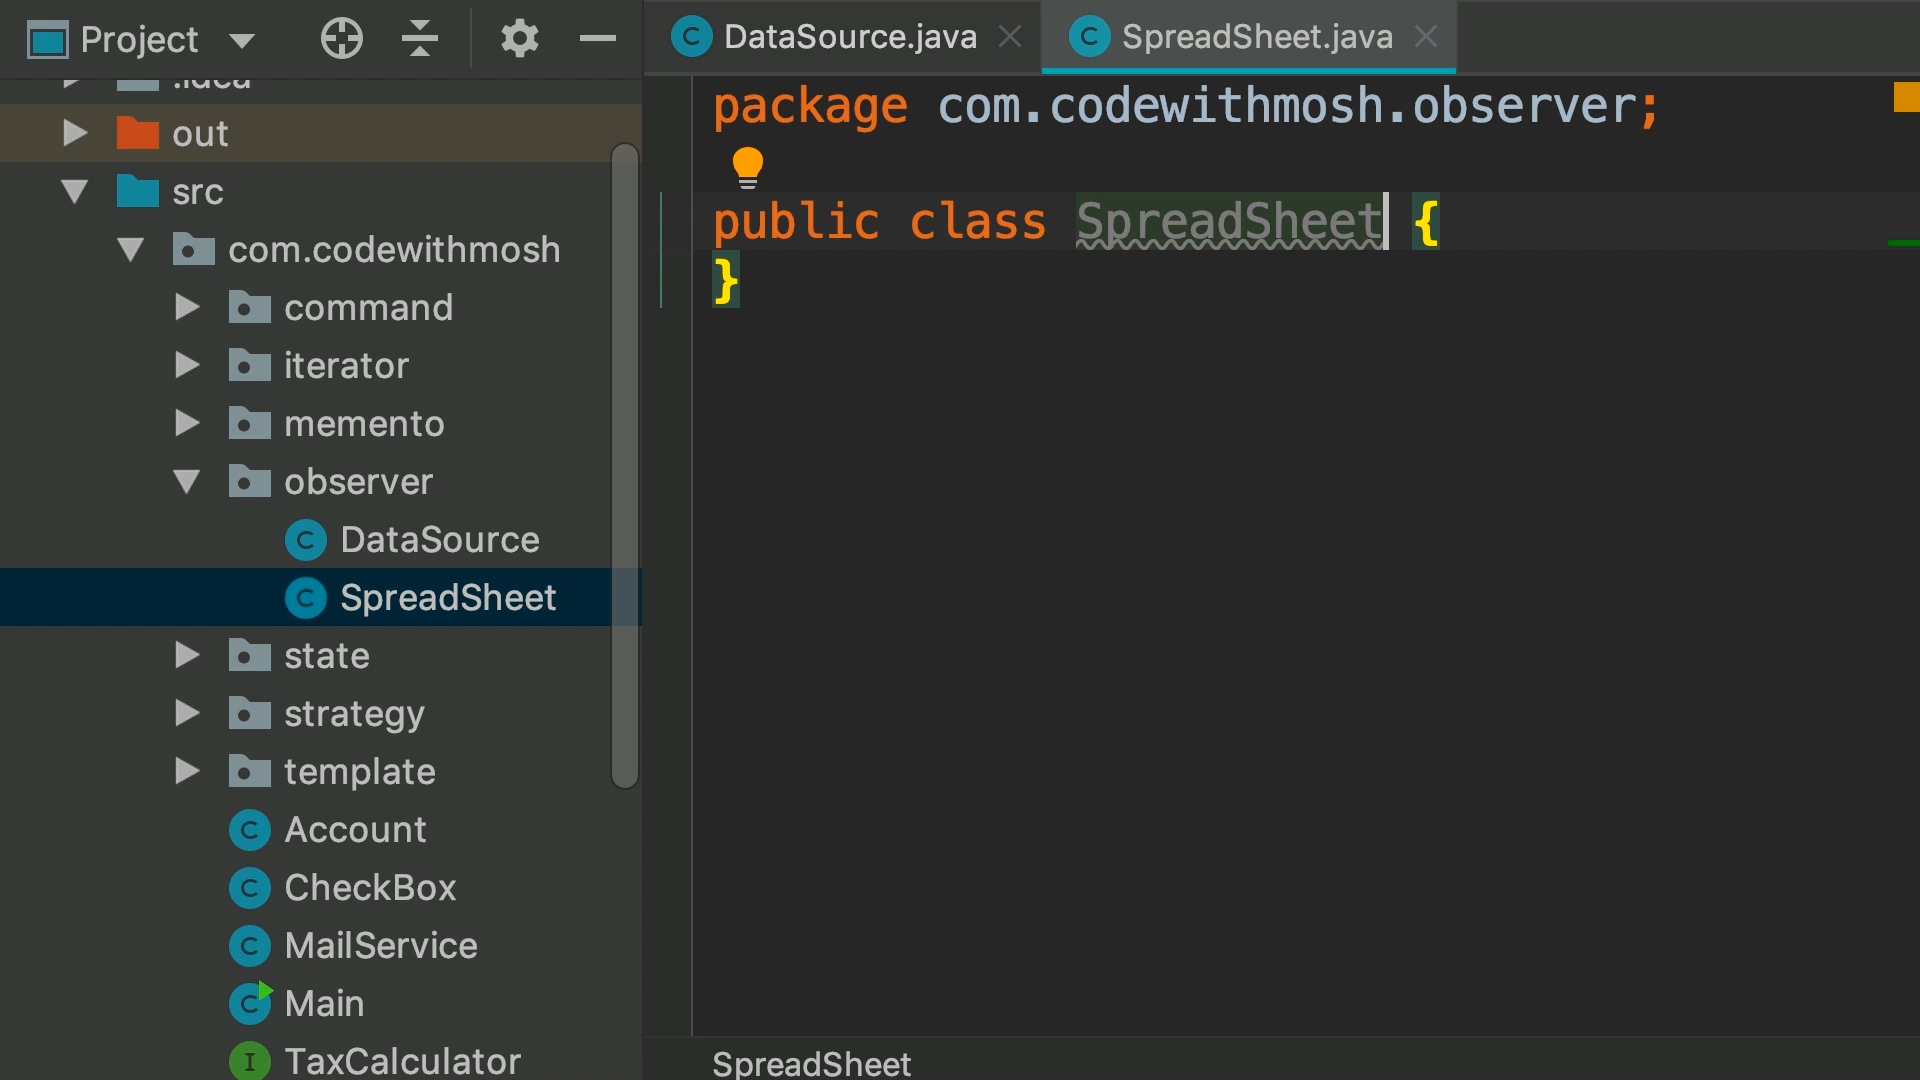 Project
.idea
out
src
com.codewithmosh
command
iterator
memento
observer
DataSource
SpreadSheet
state
strategy
template
Account
CheckBox
MailService
Main
TaxCalculator
DataSource.java
SpreadSheet.java
package com.codewithmosh.observer;
public class SpreadSheet {
}
SpreadSheet